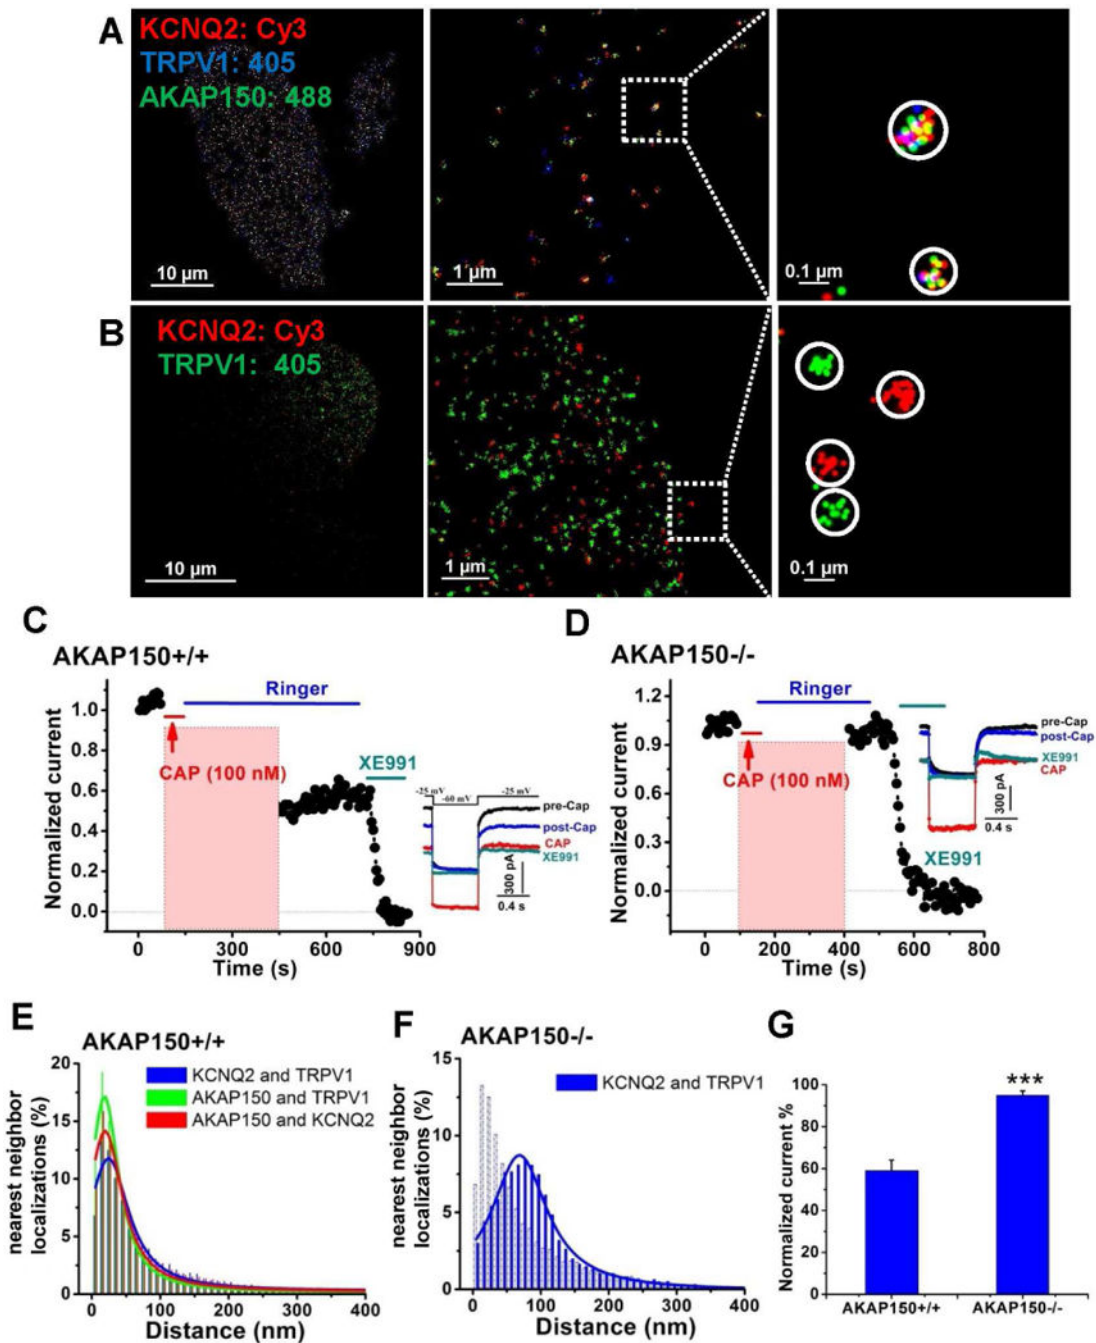 A
KCNQ2: Cy3
TRPV1: 405
AKAP150: 488
10 µm
1 µm
0.1 µm
B
KCNQ2: Cy3
TRPV1: 405
10 µm
1 µm
0.1 µm
C
AKAP150+/+
Normalized current
1.0
0.8
0.6
0.4
0.2
0.0
Ringer
CAP (100 nM)
XE991
-25 mV
-60 mV
-25 mV
pre-Cap
post-Cap
CAP
XE991
300 pA
0.4 s
0
300
600
900
Time (s)
D
AKAP150-/-
Normalized current
1.2
0.9
0.6
0.3
0.0
Ringer
CAP (100 nM)
XE991
pre-Cap
post-Cap
XE991
CAP
300 pA
0.4 s
0
200
400
600
800
Time (s)
E
AKAP150+/+
nearest neighbor
localizations (%)
20
15
10
5
0
KCNQ2 and TRPV1
AKAP150 and TRPV1
AKAP150 and KCNQ2
0
100
200
300
400
Distance (nm)
F
AKAP150-/-
nearest neighbor
localizations (%)
15
10
5
0
KCNQ2 and TRPV1
0
100
200
300
400
Distance (nm)
G
Normalized current %
100
80
60
40
20
0
***
AKAP150+/+
AKAP150-/-